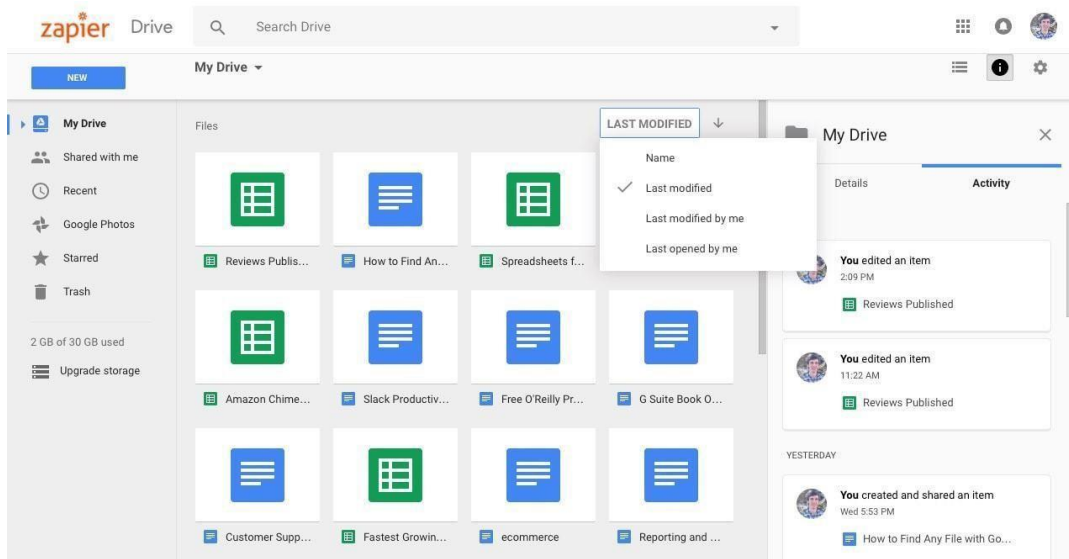 zapier Drive
Search Drive
NEW
My Drive
My Drive
Shared with me
Recent
Google Photos
Starred
Trash
2 GB of 30 GB used
Upgrade storage
Files
LAST MODIFIED
Name
Last modified
Last modified by me
Last opened by me
Reviews Publis...
How to Find An...
Spreadsheets f...
Amazon Chime...
Slack Productiv...
Free O'Reilly Pr...
G Suite Book O...
Customer Supp...
Fastest Growin...
ecommerce
Reporting and ...
My Drive
Details
Activity
You edited an item
2:09 PM
Reviews Published
You edited an item
11:22 AM
Reviews Published
YESTERDAY
You created and shared an item
Wed 5:53 PM
How to Find Any File with Go...